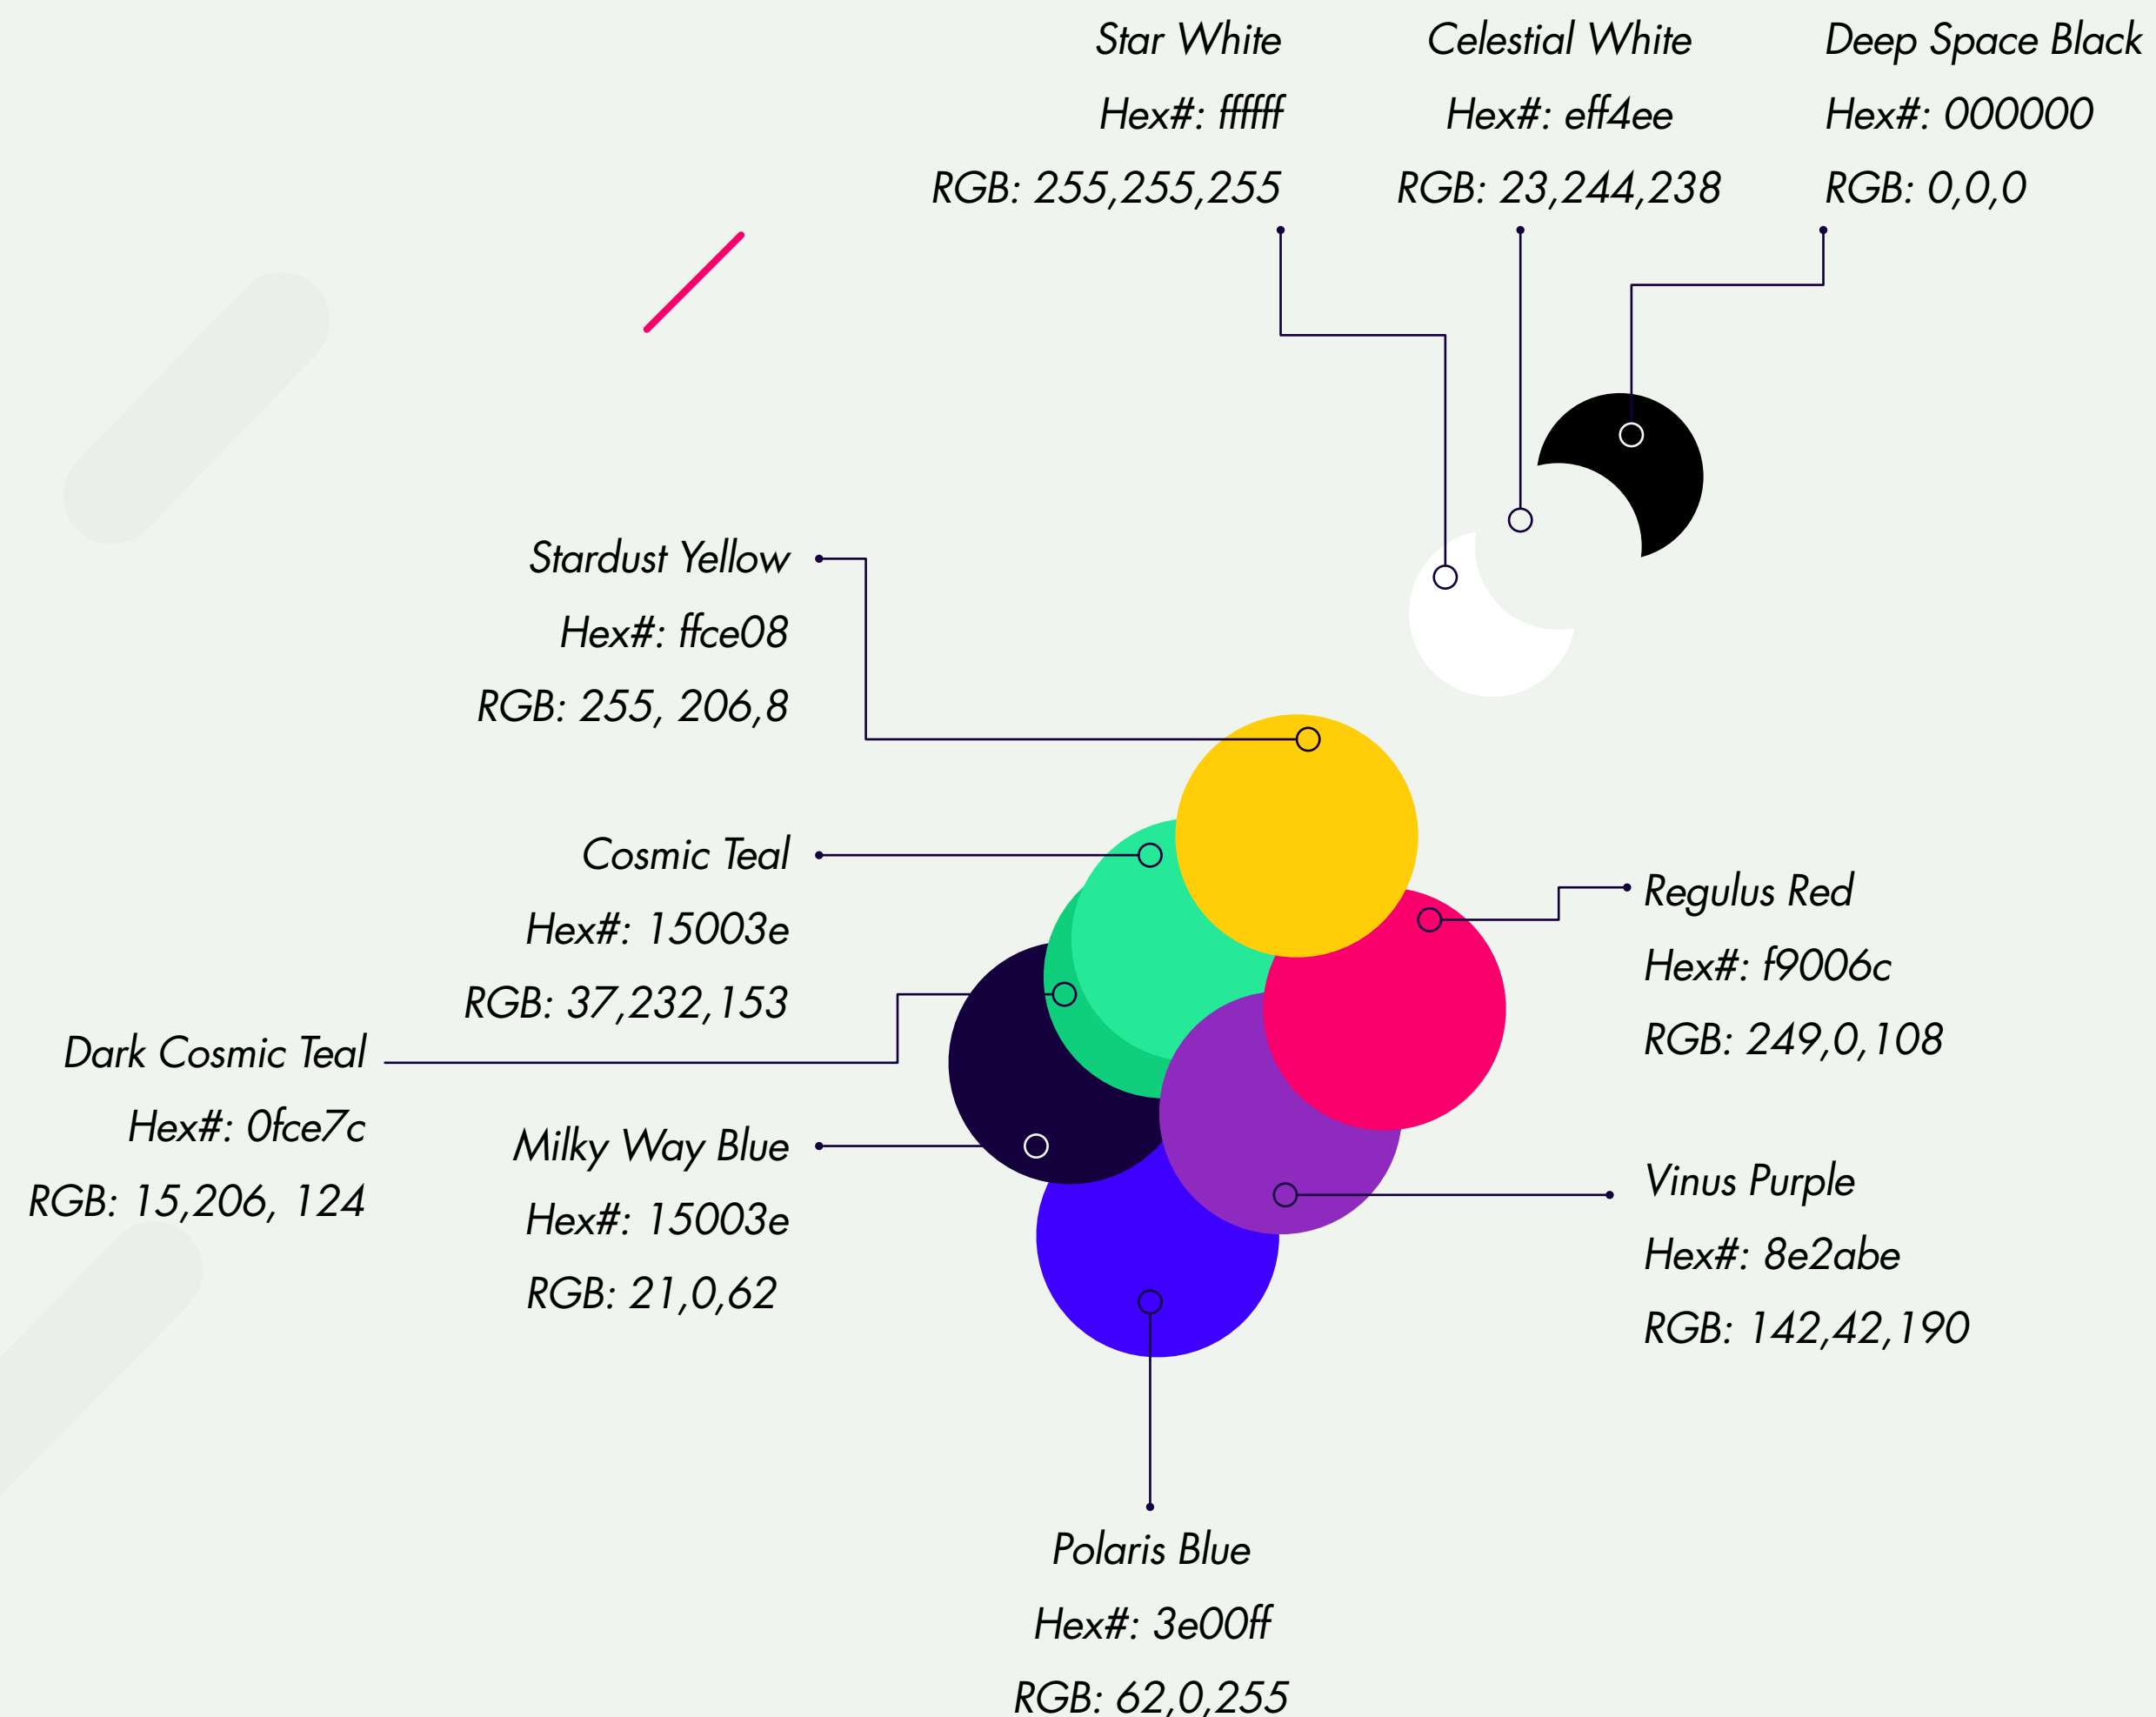 Star White
Hex#: ffffff
RGB: 255,255,255
Celestial White
Hex#: eff4ee
RGB: 23,244,238
Deep Space Black
Hex#: 000000
RGB: 0,0,0
Stardust Yellow
Hex#: ffce08
RGB: 255, 206,8
Cosmic Teal
Hex#: 15003e
RGB: 37,232,153
Regulus Red
Hex#: f9006c
RGB: 249,0,108
Dark Cosmic Teal
Hex#: 0fce7c
RGB: 15,206, 124
Milky Way Blue
Hex#: 15003e
RGB: 21,0,62
Vinus Purple
Hex#: 8e2abe
RGB: 142,42,190
Polaris Blue
Hex#: 3e00ff
RGB: 62,0,255